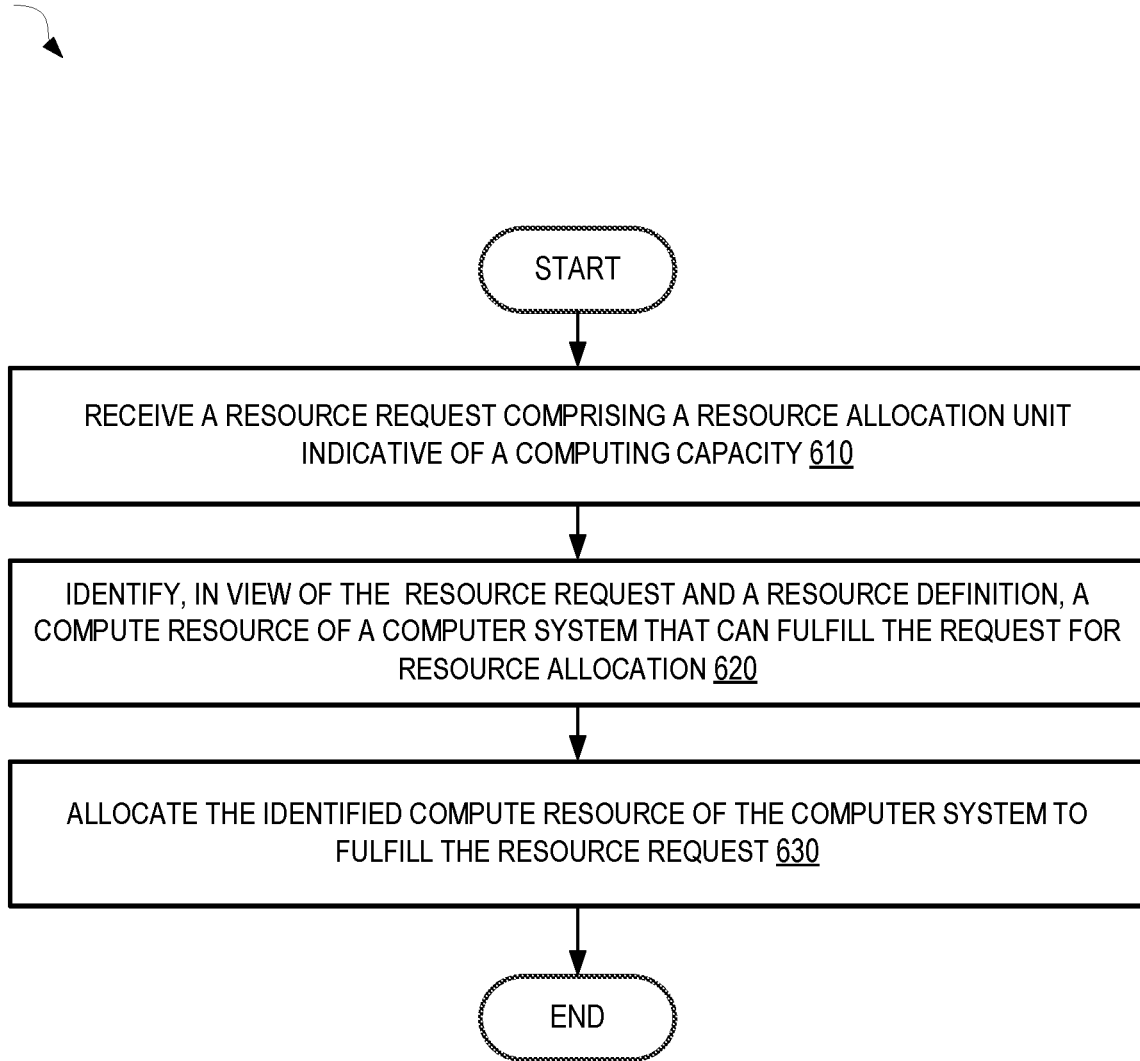 START
RECEIVE A RESOURCE REQUEST COMPRISING A RESOURCE ALLOCATION UNIT
INDICATIVE OF A COMPUTING CAPACITY 610
IDENTIFY, IN VIEW OF THE RESOURCE REQUEST AND A RESOURCE DEFINITION, A
COMPUTE RESOURCE OF A COMPUTER SYSTEM THAT CAN FULFILL THE REQUEST FOR
RESOURCE ALLOCATION 620
ALLOCATE THE IDENTIFIED COMPUTE RESOURCE OF THE COMPUTER SYSTEM TO
FULFILL THE RESOURCE REQUEST 630
END